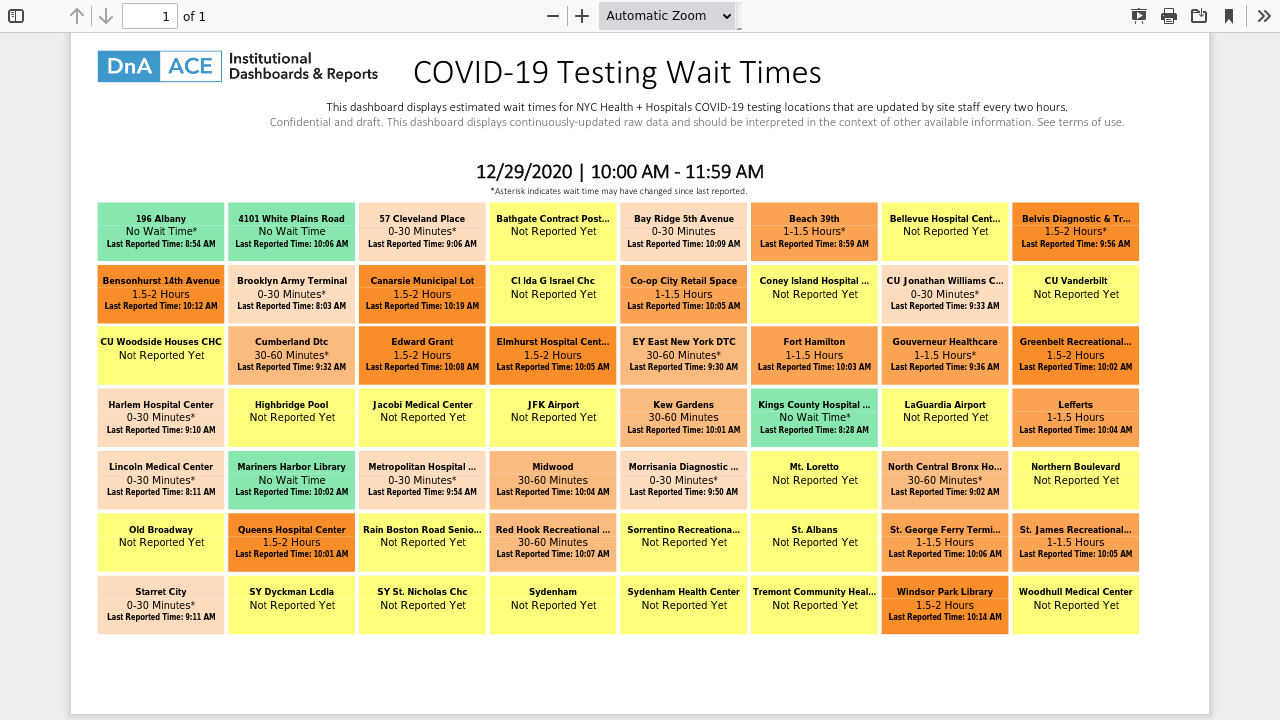 1 of 1 Automatic Zoom
DnA ACE Institutional
Dashboards & Reports
COVID-19 Testing Wait Times
This dashboard displays estimated wait times for NYC Health + Hospitals COVID-19 testing locations that are updated by site staff every two hours.
Confidential and draft. This dashboard displays continuously-updated raw data and should be interpreted in the context of other available information. See terms of use.
12/29/2020 | 10:00 AM - 11:59 AM
*Asterisk indicates wait time may have changed since last reported.
196 Albany
No Wait Time*
Last Reported Time: 8:54 AM
4101 White Plains Road
No Wait Time
Last Reported Time: 10:06 AM
57 Cleveland Place
0-30 Minutes*
Last Reported Time: 9:06 AM
Bathgate Contract Post...
Not Reported Yet
Bay Ridge 5th Avenue
0-30 Minutes
Last Reported Time: 10:09 AM
Beach 39th
1-1.5 Hours*
Last Reported Time: 8:59 AM
Bellevue Hospital Cent...
Not Reported Yet
Belvis Diagnostic & Tr...
1.5-2 Hours*
Last Reported Time: 9:56 AM
Bensonhurst 14th Avenue
1.5-2 Hours
Last Reported Time: 10:12 AM
Brooklyn Army Terminal
0-30 Minutes*
Last Reported Time: 8:03 AM
Canarsie Municipal Lot
1.5-2 Hours
Last Reported Time: 10:19 AM
CI Ida G Israel Chc
Not Reported Yet
Co-op City Retail Space
1-1.5 Hours
Last Reported Time: 10:05 AM
Coney Island Hospital ...
Not Reported Yet
CU Jonathan Williams C...
0-30 Minutes*
Last Reported Time: 9:33 AM
CU Vanderbilt
Not Reported Yet
CU Woodside Houses CHC
Not Reported Yet
Cumberland Dtc
30-60 Minutes*
Last Reported Time: 9:32 AM
Edward Grant
1.5-2 Hours
Last Reported Time: 10:08 AM
Elmhurst Hospital Cent...
1.5-2 Hours
Last Reported Time: 10:05 AM
EY East New York DTC
30-60 Minutes*
Last Reported Time: 9:30 AM
Fort Hamilton
1-1.5 Hours
Last Reported Time: 10:03 AM
Gouverneur Healthcare
1-1.5 Hours*
Last Reported Time: 9:36 AM
Greenbelt Recreational...
1.5-2 Hours
Last Reported Time: 10:02 AM
Harlem Hospital Center
0-30 Minutes*
Last Reported Time: 9:10 AM
Highbridge Pool
Not Reported Yet
Jacobi Medical Center
Not Reported Yet
JFK Airport
Not Reported Yet
Kew Gardens
30-60 Minutes
Last Reported Time: 10:01 AM
Kings County Hospital ...
No Wait Time*
Last Reported Time: 8:28 AM
LaGuardia Airport
Not Reported Yet
Lefferts
1-1.5 Hours
Last Reported Time: 10:04 AM
Lincoln Medical Center
0-30 Minutes*
Last Reported Time: 8:11 AM
Mariners Harbor Library
No Wait Time
Last Reported Time: 10:02 AM
Metropolitan Hospital ...
0-30 Minutes*
Last Reported Time: 9:54 AM
Midwood
30-60 Minutes
Last Reported Time: 10:04 AM
Morrisania Diagnostic ...
0-30 Minutes*
Last Reported Time: 9:50 AM
Mt. Loretto
Not Reported Yet
North Central Bronx Ho...
30-60 Minutes*
Last Reported Time: 9:02 AM
Northern Boulevard
Not Reported Yet
Old Broadway
Not Reported Yet
Queens Hospital Center
1.5-2 Hours
Last Reported Time: 10:01 AM
Rain Boston Road Senio...
Not Reported Yet
Red Hook Recreational ...
30-60 Minutes
Last Reported Time: 10:07 AM
Sorrentino Recreationa...
Not Reported Yet
St. Albans
Not Reported Yet
St. George Ferry Termi...
1-1.5 Hours
Last Reported Time: 10:06 AM
St. James Recreational...
1-1.5 Hours
Last Reported Time: 10:05 AM
Starret City
0-30 Minutes*
Last Reported Time: 9:11 AM
SY Dyckman Lcdla
Not Reported Yet
SY St. Nicholas Chc
Not Reported Yet
Sydenham
Not Reported Yet
Sydenham Health Center
Not Reported Yet
Tremont Community Heal...
Not Reported Yet
Windsor Park Library
1.5-2 Hours
Last Reported Time: 10:14 AM
Woodhull Medical Center
Not Reported Yet